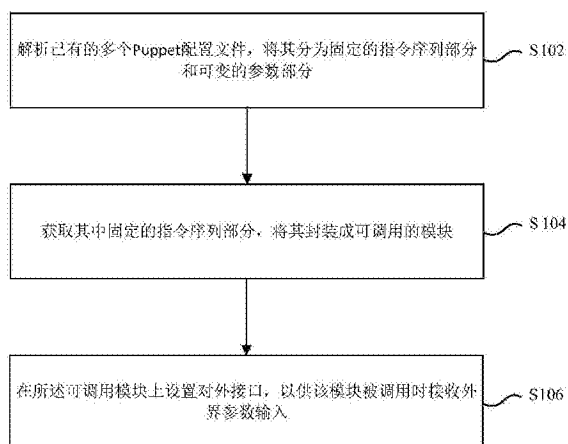 解析已有的多个Puppet配置文件，将其分为固定的指令序列部分
和可变的参数部分
S102
获取其中固定的指令序列部分，将其封装成可调用的模块
S104
在所述可调用模块上设置对外接口，以供该模块被调用时接收外
界参数输入
S106